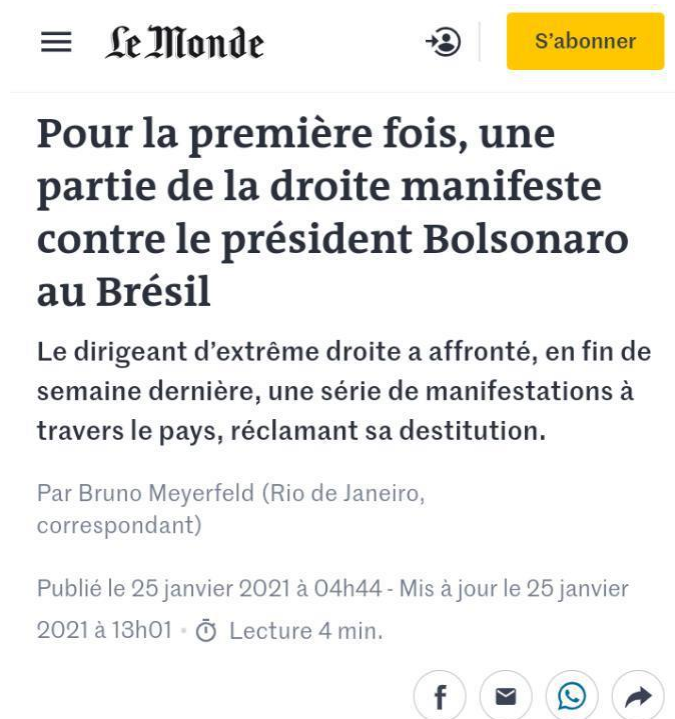 Le Monde
S’abonner
Pour la première fois, une
partie de la droite manifeste
contre le président Bolsonaro
au Brésil
Le dirigeant d’extrême droite a affronté, en fin de
semaine dernière, une série de manifestations à
travers le pays, réclamant sa destitution.
Par Bruno Meyerfeld (Rio de Janeiro,
correspondant)
Publié le 25 janvier 2021 à 04h44 - Mis à jour le 25 janvier
2021 à 13h01 • Lecture 4 min.
f